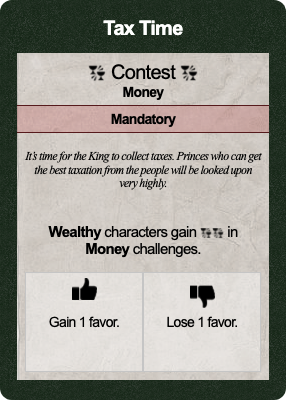 Tax Time
Contest
Money
Mandatory
It's time for the King to collect taxes. Princes who can get
the best taxation from the people will be looked upon
very highly.
Wealthy characters gain in
Money challenges.
Gain 1 favor.
Lose 1 favor.